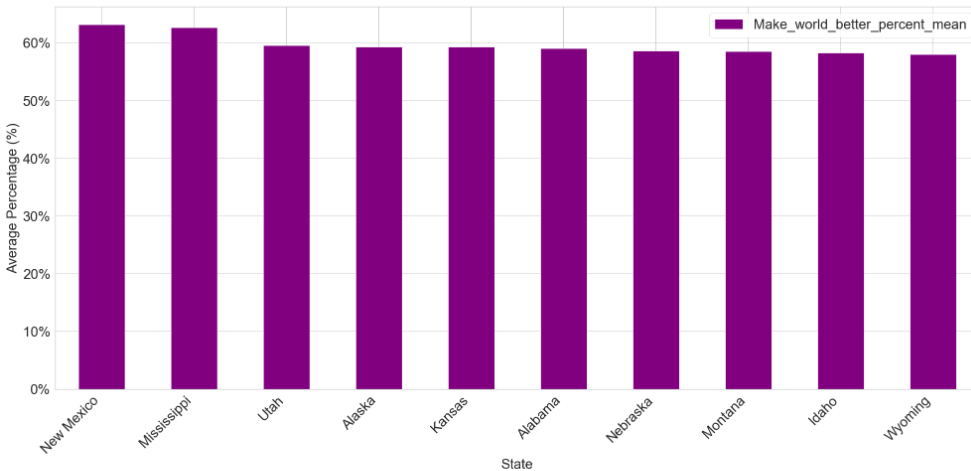 Make_world_better_percent_mean
Average Percentage (%)
60%
50%
40%
30%
20%
10%
0%
New Mexico
Mississippi
Utah
Alaska
Kansas
Alabama
Nebraska
Montana
Idaho
Wyoming
State